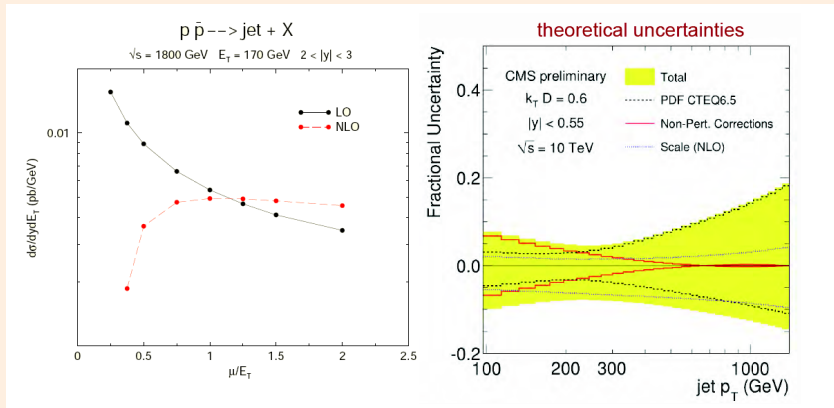 p p̄ --> jet + X
√s = 1800 GeV E_T = 170 GeV 2 < |y| < 3
LO
NLO
0.01
dσ/dydE_T (pb/GeV)
0 0.5 1 1.5 2 2.5
μ/E_T
theoretical uncertainties
CMS preliminary
k_T D = 0.6
|y| < 0.55
√s = 10 TeV
Total
PDF CTEQ6.5
Non-Pert. Corrections
Scale (NLO)
Fractional Uncertainty
0.4
0.2
0.0
-0.2
100 200 300 1000
jet p_T (GeV)